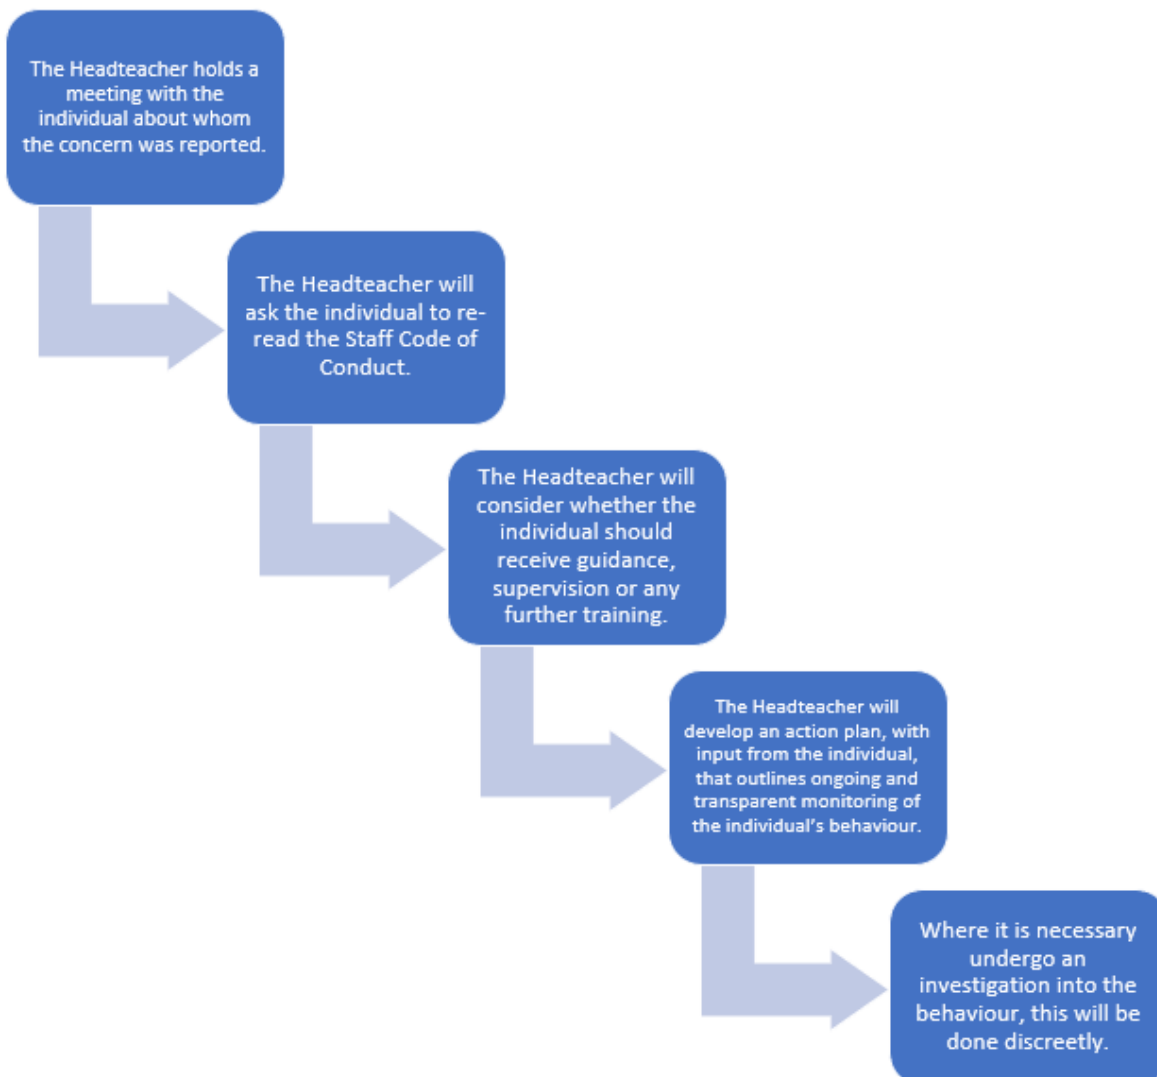 The Headteacher holds a
meeting with the
individual about whom
the concern was reported.
The Headteacher will
ask the individual to re-
read the Staff Code of
Conduct.
The Headteacher will
consider whether the
individual should
receive guidance,
supervision or any
further training.
The Headteacher will
develop an action plan, with
input from the individual,
that outlines ongoing and
transparent monitoring of
the individual's behaviour.
Where it is necessary
undergo an
investigation into the
behaviour, this will be
done discreetly.